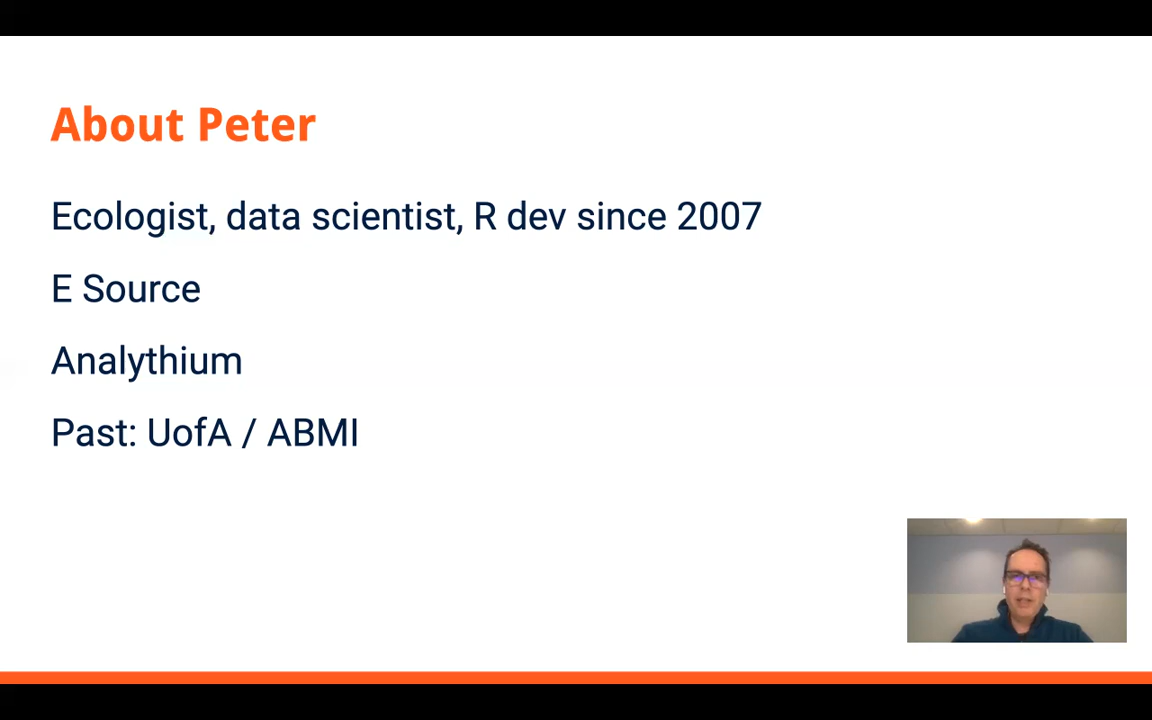 About Peter
Ecologist, data scientist, R dev since 2007
E Source
Analythium
Past: UofA / ABMI